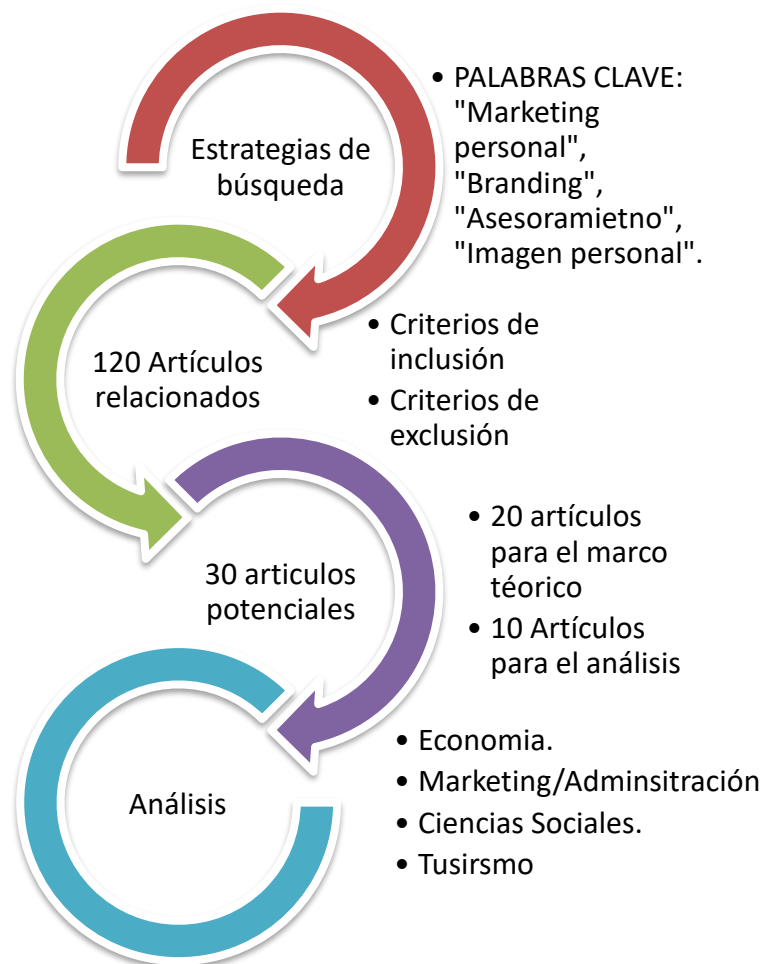 Estrategias de
búsqueda
• PALABRAS CLAVE:
"Marketing
personal",
"Branding",
"Asesoramietno",
"Imagen personal".
120 Artículos
relacionados
• Criterios de
inclusión
• Criterios de
exclusión
30 articulos
potenciales
• 20 artículos
para el marco
téorico
• 10 Artículos
para el análisis
Análisis
• Economia.
• Marketing/Adminsitración
• Ciencias Sociales.
• Tusirsmo